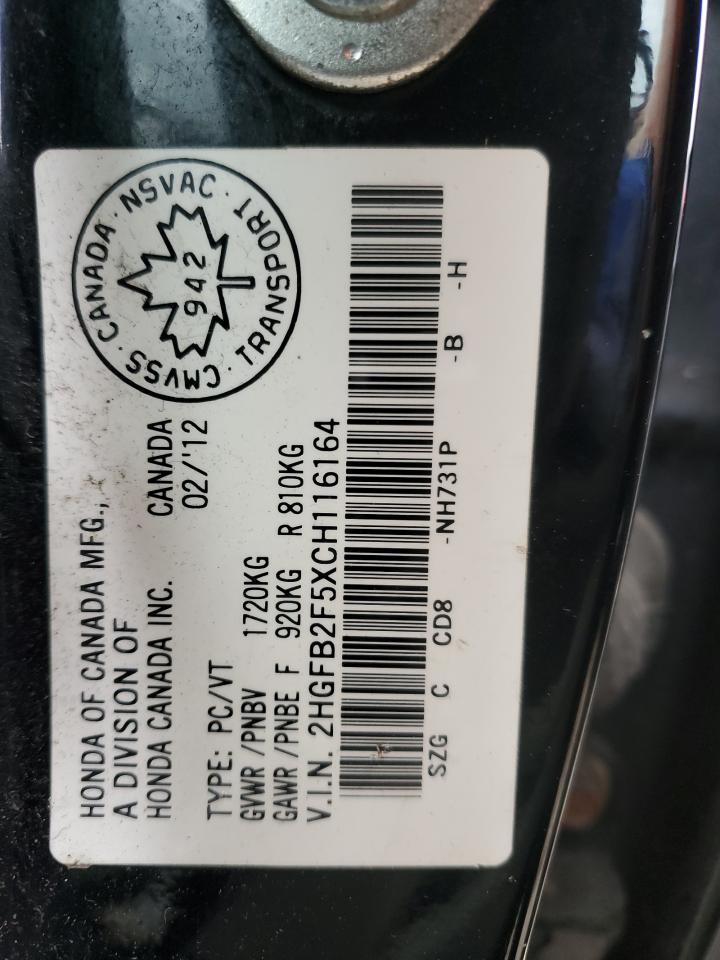 HONDA OF CANADA MFG.,
A DIVISION OF
HONDA CANADA INC.
CANADA
02/'12
CMVSS · CANADA · NSVAC · TRANSPORT ·
942
TYPE: PC/VT
GVWR /PNBV 1720KG
GAWR /PNBE F 920KG R 810KG
V.I.N. 2HGFB2F5XCH116164
SZG C CD8 -NH731P -B -H